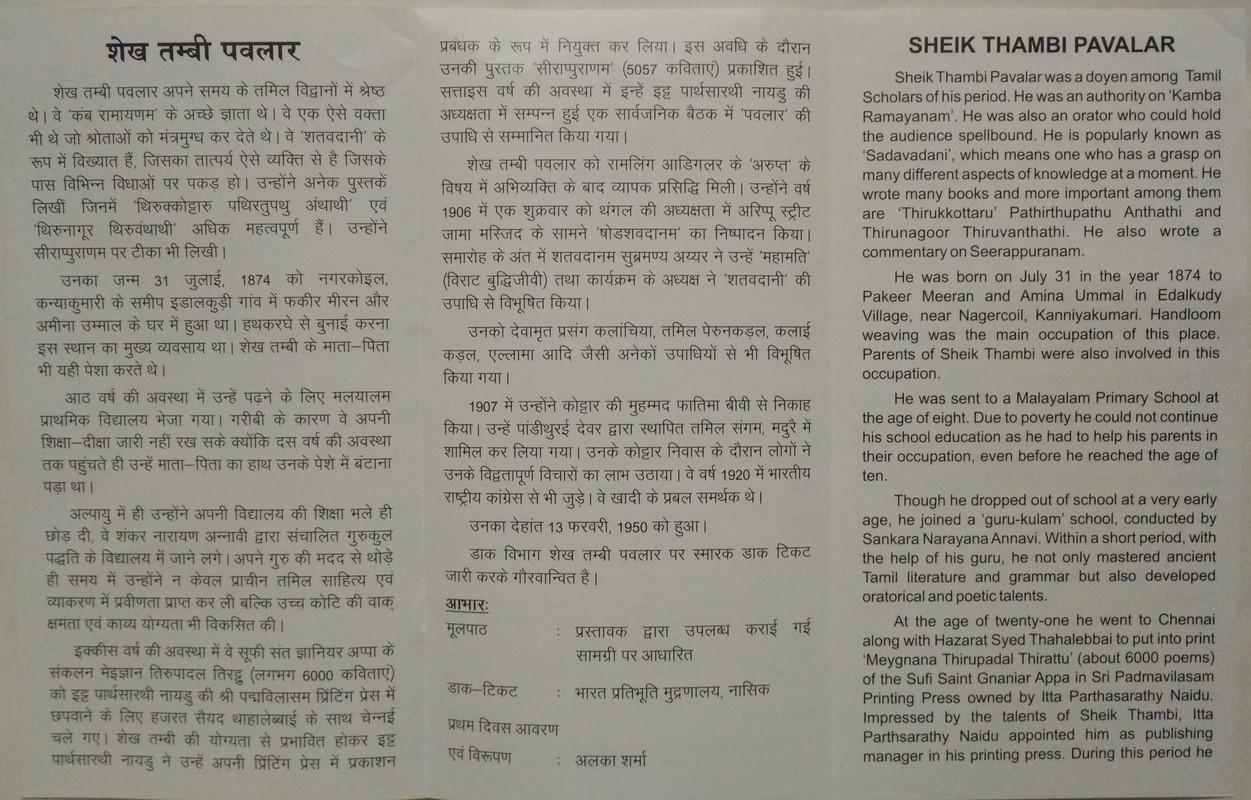 शेख तम्बी पवलार
शेख तम्बी पवलार अपने समय के तमिल विद्वानों में श्रेष्ठ
थे। वे 'कंब रामायणम' के अच्छे ज्ञाता थे। वे एक ऐसे वक्ता
भी थे जो श्रोताओं को मंत्रमुग्ध कर देते थे। वे 'शतवदानी' के
रूप में विख्यात हैं, जिसका तात्पर्य ऐसे व्यक्ति से है जिसके
पास विभिन्न विधाओं पर पकड़ हो। उन्होंने अनेक पुस्तकें
लिखीं जिनमें 'थिरुक्कोट्टारु पथिरतुपथु अंथाथी' एवं
'थिरुनागूर थिरुवंथाथी' अधिक महत्वपूर्ण हैं। उन्होंने
सीराप्पुराणम पर टीका भी लिखी।
उनका जन्म 31 जुलाई, 1874 को नगरकोइल,
कन्याकुमारी के समीप इडालकुड़ी गांव में फकीर मीरन और
अमीना उम्माल के घर में हुआ था। हथकरघे से बुनाई करना
इस स्थान का मुख्य व्यवसाय था। शेख तम्बी के माता–पिता
भी यही पेशा करते थे।
आठ वर्ष की अवस्था में उन्हें पढ़ने के लिए मलयालम
प्राथमिक विद्यालय भेजा गया। गरीबी के कारण वे अपनी
शिक्षा–दीक्षा जारी नहीं रख सके क्योंकि दस वर्ष की अवस्था
तक पहुंचते ही उन्हें माता–पिता का हाथ उनके पेशे में बंटाना
पड़ा था।
अल्पायु में ही उन्होंने अपनी विद्यालय की शिक्षा भले ही
छोड़ दी, वे शंकर नारायण अन्नावी द्वारा संचालित गुरुकुल
पद्धति के विद्यालय में जाने लगे। अपने गुरु की मदद से थोड़े
ही समय में उन्होंने न केवल प्राचीन तमिल साहित्य एवं
व्याकरण में प्रवीणता प्राप्त कर ली बल्कि उच्च कोटि की वाक्
क्षमता एवं काव्य योग्यता भी विकसित की।
इक्कीस वर्ष की अवस्था में वे सूफी संत ज्ञानियर अप्पा के
संकलन मेइज्ञान तिरुपादल तिरट्टु (लगभग 6000 कविताएं)
को इट्ट पार्थसारथी नायडु की श्री पद्मविलासम प्रिंटिंग प्रेस में
छपवाने के लिए हजरत सैयद थाहालेब्बाई के साथ चेन्नई
चले गए। शेख तम्बी की योग्यता से प्रभावित होकर इट्ट
पार्थसारथी नायडु ने उन्हें अपनी प्रिंटिंग प्रेस में प्रकाशन
प्रबंधक के रूप में नियुक्त कर लिया। इस अवधि के दौरान
उनकी पुस्तक 'सीराप्पुराणम' (5057 कविताएं) प्रकाशित हुई।
सत्ताइस वर्ष की अवस्था में इन्हें इट्ट पार्थसारथी नायडु की
अध्यक्षता में सम्पन्न हुई एक सार्वजनिक बैठक में 'पवलार' की
उपाधि से सम्मानित किया गया।
शेख तम्बी पवलार को रामलिंग आडिगलर के 'अरुप्त' के
विषय में अभिव्यक्ति के बाद व्यापक प्रसिद्धि मिली। उन्होंने वर्ष
1906 में एक शुक्रवार को थंगल की अध्यक्षता में अरिप्पू स्ट्रीट
जामा मस्जिद के सामने 'षोडशवदानम' का निष्पादन किया।
समारोह के अंत में शतवदानम सुब्रमण्य अय्यर ने उन्हें 'महामति'
(विराट बुद्धिजीवी) तथा कार्यक्रम के अध्यक्ष ने 'शतवदानी' की
उपाधि से विभूषित किया।
उनको देवामृत प्रसंग कलांचिया, तमिल पेरुनकड़ल, कलाई
कड़ल, एल्लामा आदि जैसी अनेकों उपाधियों से भी विभूषित
किया गया।
1907 में उन्होंने कोट्टार की मुहम्मद फातिमा बीवी से निकाह
किया। उन्हें पांडीथुरई देवर द्वारा स्थापित तमिल संगम, मदुरै में
शामिल कर लिया गया। उनके कोट्टार निवास के दौरान लोगों ने
उनके विद्वतापूर्ण विचारों का लाभ उठाया। वे वर्ष 1920 में भारतीय
राष्ट्रीय कांग्रेस से भी जुड़े। वे खादी के प्रबल समर्थक थे।
उनका देहांत 13 फरवरी, 1950 को हुआ।
डाक विभाग शेख तम्बी पवलार पर स्मारक डाक टिकट
जारी करके गौरवान्वित है।
आभारः
मूलपाठ : प्रस्तावक द्वारा उपलब्ध कराई गई
सामग्री पर आधारित
डाक–टिकट : भारत प्रतिभूति मुद्रणालय, नासिक
प्रथम दिवस आवरण
एवं विरूपण : अलका शर्मा
SHEIK THAMBI PAVALAR
Sheik Thambi Pavalar was a doyen among Tamil
Scholars of his period. He was an authority on 'Kamba
Ramayanam'. He was also an orator who could hold
the audience spellbound. He is popularly known as
'Sadavadani', which means one who has a grasp on
many different aspects of knowledge at a moment. He
wrote many books and more important among them
are 'Thirukkottaru' Pathirthupathu Anthathi and
Thirunagoor Thiruvanthathi. He also wrote a
commentary on Seerappuranam.
He was born on July 31 in the year 1874 to
Pakeer Meeran and Amina Ummal in Edalkudy
Village, near Nagercoil, Kanniyakumari. Handloom
weaving was the main occupation of this place.
Parents of Sheik Thambi were also involved in this
occupation.
He was sent to a Malayalam Primary School at
the age of eight. Due to poverty he could not continue
his school education as he had to help his parents in
their occupation, even before he reached the age of
ten.
Though he dropped out of school at a very early
age, he joined a 'guru-kulam' school, conducted by
Sankara Narayana Annavi. Within a short period, with
the help of his guru, he not only mastered ancient
Tamil literature and grammar but also developed
oratorical and poetic talents.
At the age of twenty-one he went to Chennai
along with Hazarat Syed Thahalebbai to put into print
'Meygnana Thirupadal Thirattu' (about 6000 poems)
of the Sufi Saint Gnaniar Appa in Sri Padmavilasam
Printing Press owned by Itta Parthasarathy Naidu.
Impressed by the talents of Sheik Thambi, Itta
Parthsarathy Naidu appointed him as publishing
manager in his printing press. During this period he